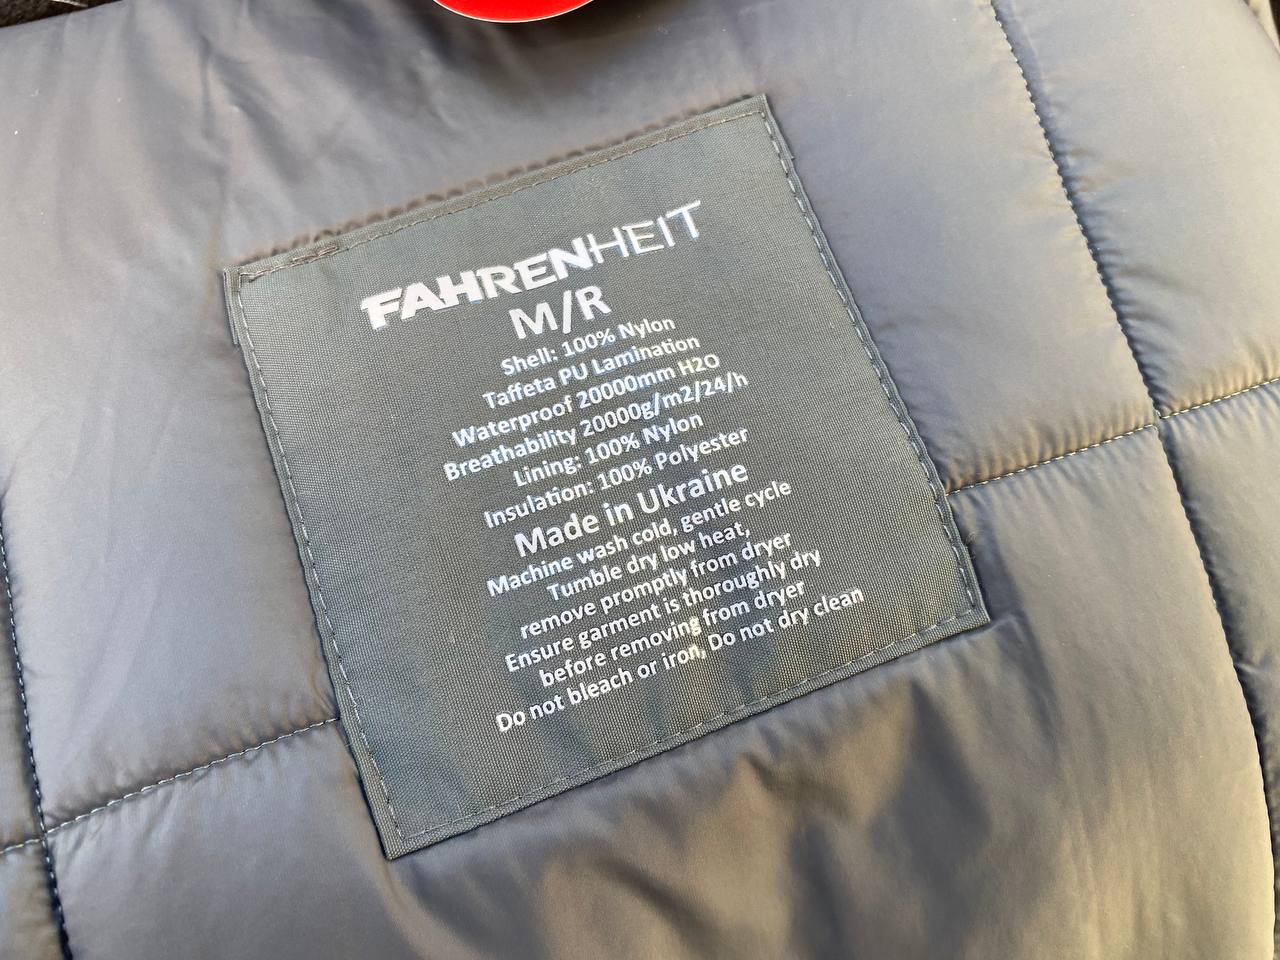 FAHRENHEIT
M/R
Shell: 100% Nylon
Taffeta PU Lamination
Waterproof 20000mm H2O
Breathability 20000g/m2/24/h
Lining: 100% Nylon
Insulation: 100% Polyester
Made in Ukraine
Machine wash cold, gentle cycle
Tumble dry low heat,
remove promptly from dryer
Ensure garment is thoroughly dry
before removing from dryer
Do not bleach or iron, Do not dry clean